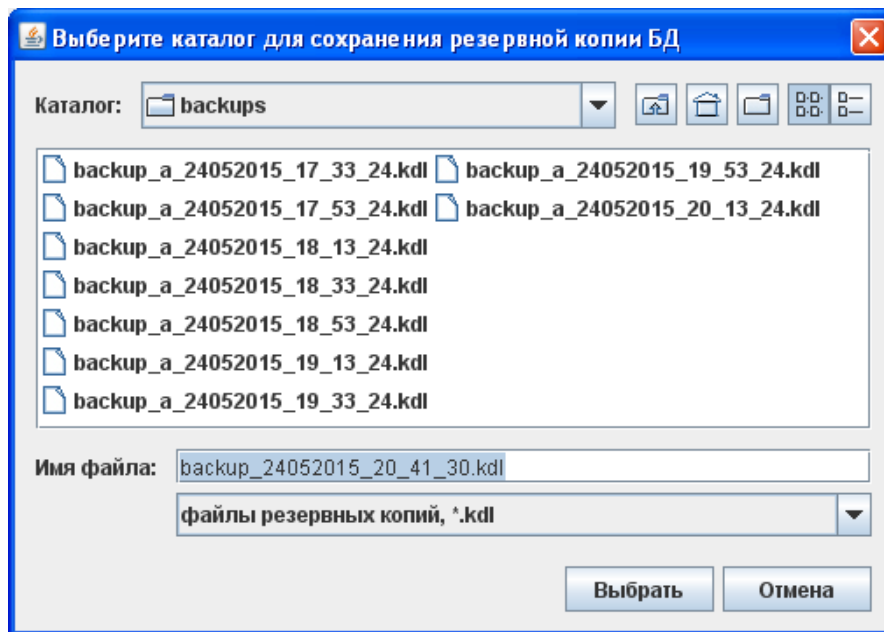 Выберите каталог для сохранения резервной копии БД
Каталог: backups
backup_a_24052015_17_33_24.kdl backup_a_24052015_19_53_24.kdl
backup_a_24052015_17_53_24.kdl backup_a_24052015_20_13_24.kdl
backup_a_24052015_18_13_24.kdl
backup_a_24052015_18_33_24.kdl
backup_a_24052015_18_53_24.kdl
backup_a_24052015_19_13_24.kdl
backup_a_24052015_19_33_24.kdl
Имя файла: backup_24052015_20_41_30.kdl
файлы резервных копий, *.kdl
Выбрать Отмена